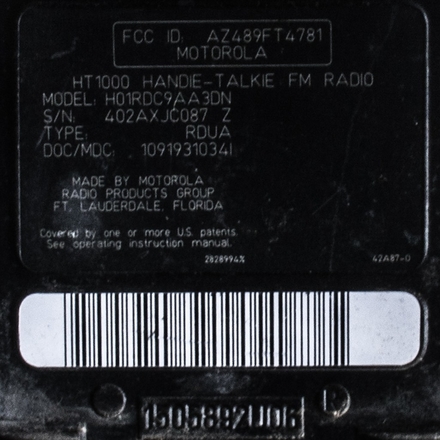 FCC ID: AZ489FT4781
MOTOROLA
HT1000 HANDIE-TALKIE FM RADIO
MODEL: H01RDC9AA3DN
S/N: 402AXJC087 Z
TYPE: RDUA
DOC/MDC: 1091931034I
MADE BY MOTOROLA
RADIO PRODUCTS GROUP
FT. LAUDERDALE, FLORIDA
Covered by one or more U.S. patents.
See operating instruction manual.
2828994% 42A87-0
1505892U06